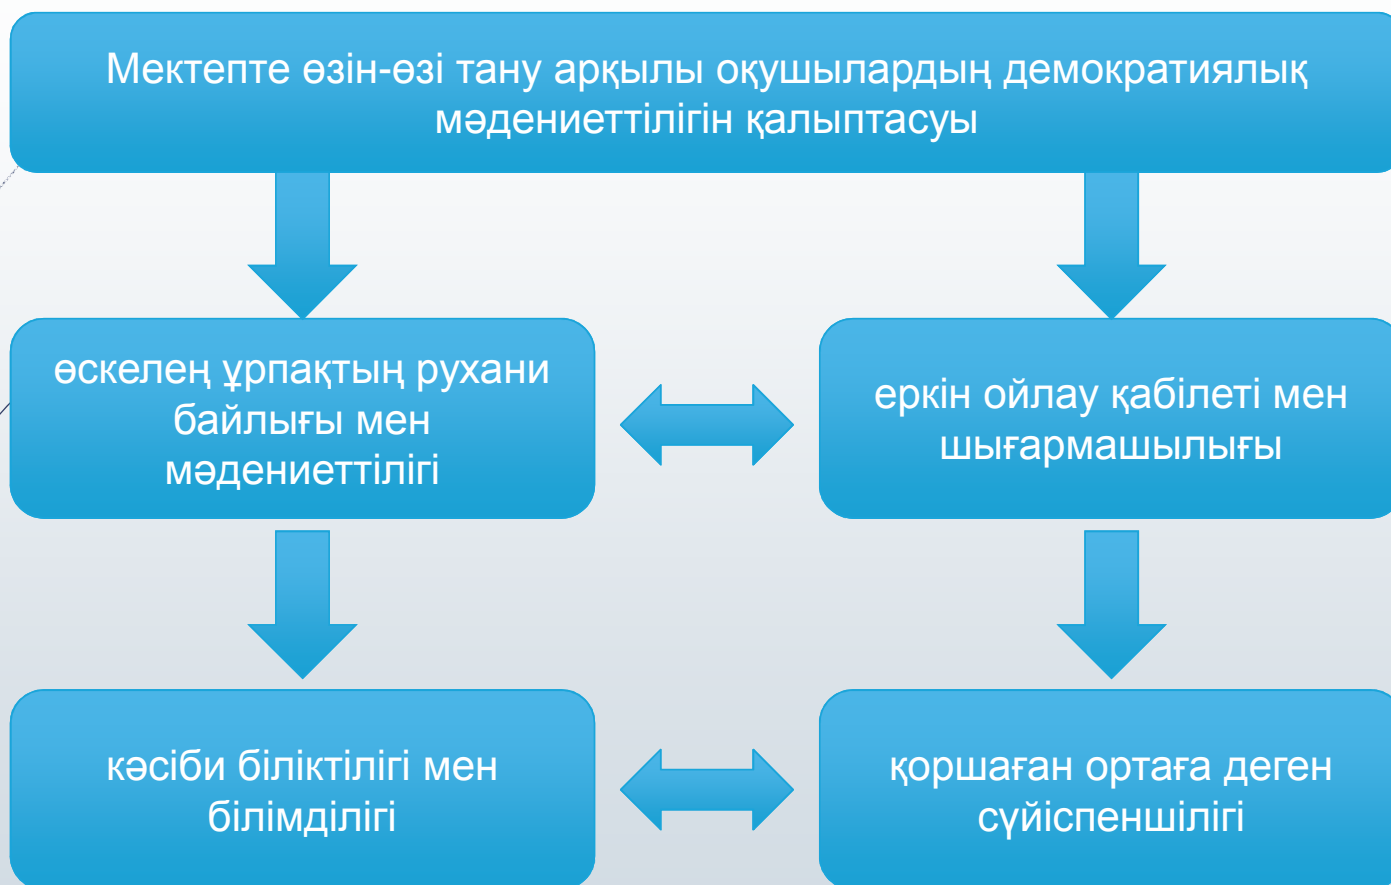 Мектепте өзін-өзі тану арқылы оқушылардың демократиялық
мәдениеттілігін қалыптасуы
өскелең ұрпақтың рухани
байлығы мен
мәдениеттілігі
еркін ойлау қабілеті мен
шығармашылығы
кәсіби біліктілігі мен
білімділігі
қоршаған ортаға деген
сүйіспеншілігі